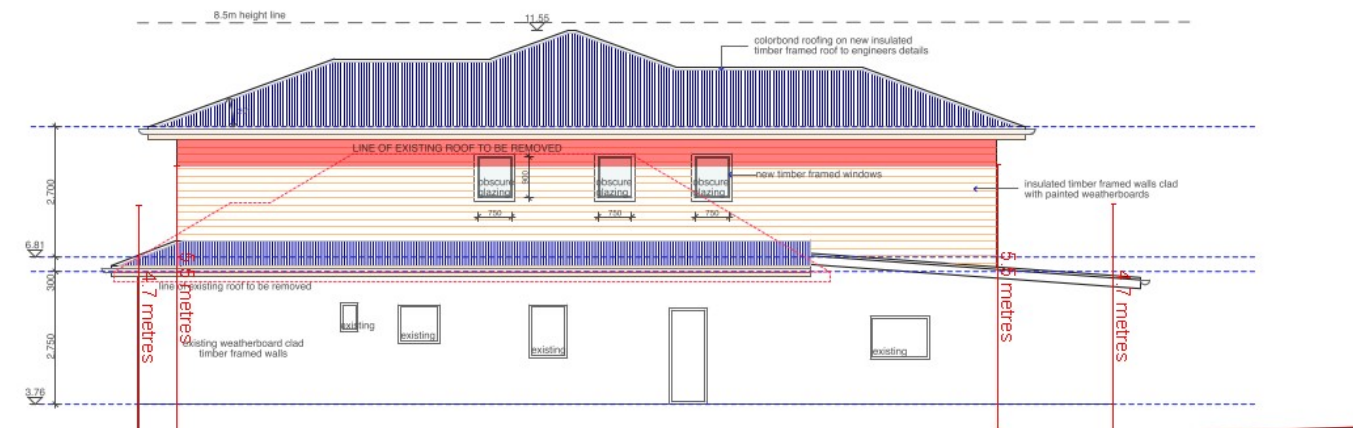 8.5m height line
11.55
colorbond roofing on new insulated
timber framed roof to engineers details
LINE OF EXISTING ROOF TO BE REMOVED
obscure
glazing
900
obscure
glazing
obscure
glazing
new timber framed windows
750
750
750
insulated timber framed walls clad
with painted weatherboards
2,700
6.81
300
line of existing roof to be removed
4.7 metres
5.5 metres
5.5 metres
4.7 metres
existing
existing
existing
existing
existing weatherboard clad
timber framed walls
2,750
3.76